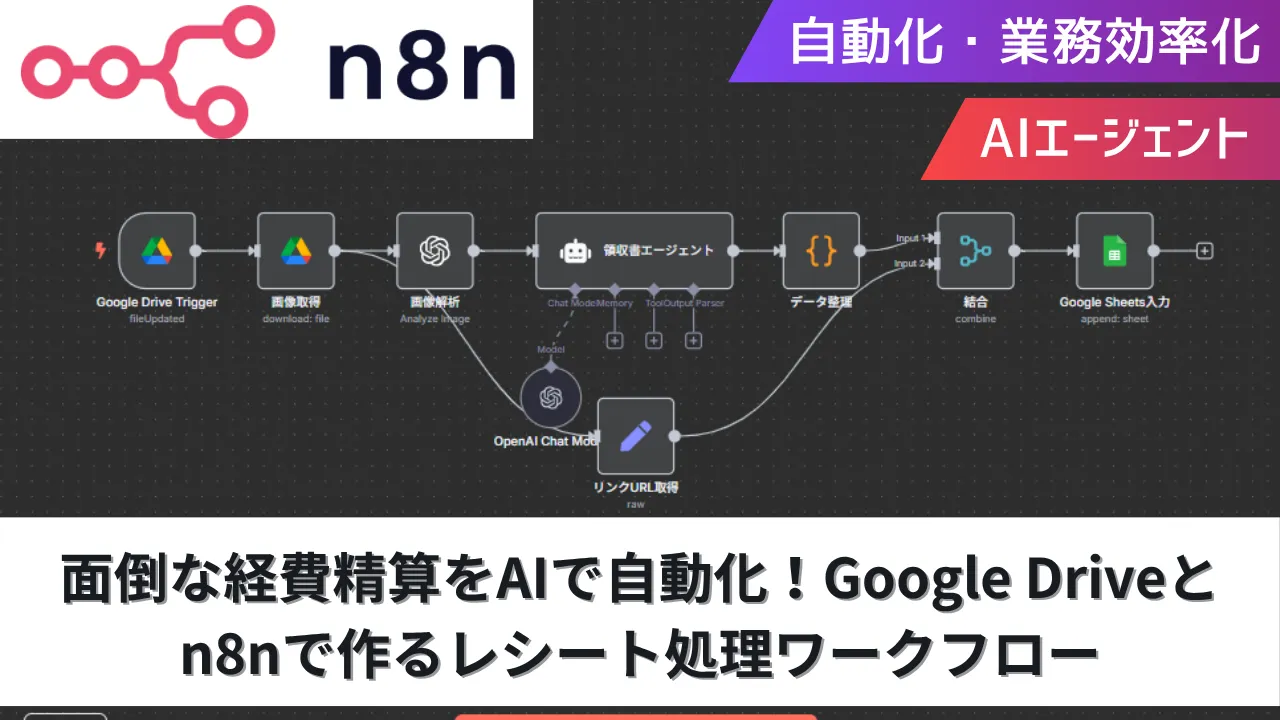 n8n
自動化・業務効率化
AIエージェント
Google Drive Trigger
fileUpdated
画像取得
download: file
画像解析
Analyze Image
領収書エージェント
Chat Model
Memory
Tool
Output Parser
データ整理
Input 1
Input 2
結合
combine
Google Sheets入力
append: sheet
Model
OpenAI Chat Mod
リンクURL取得
raw
面倒な経費精算をAIで自動化！Google Driveと
n8nで作るレシート処理ワークフロー